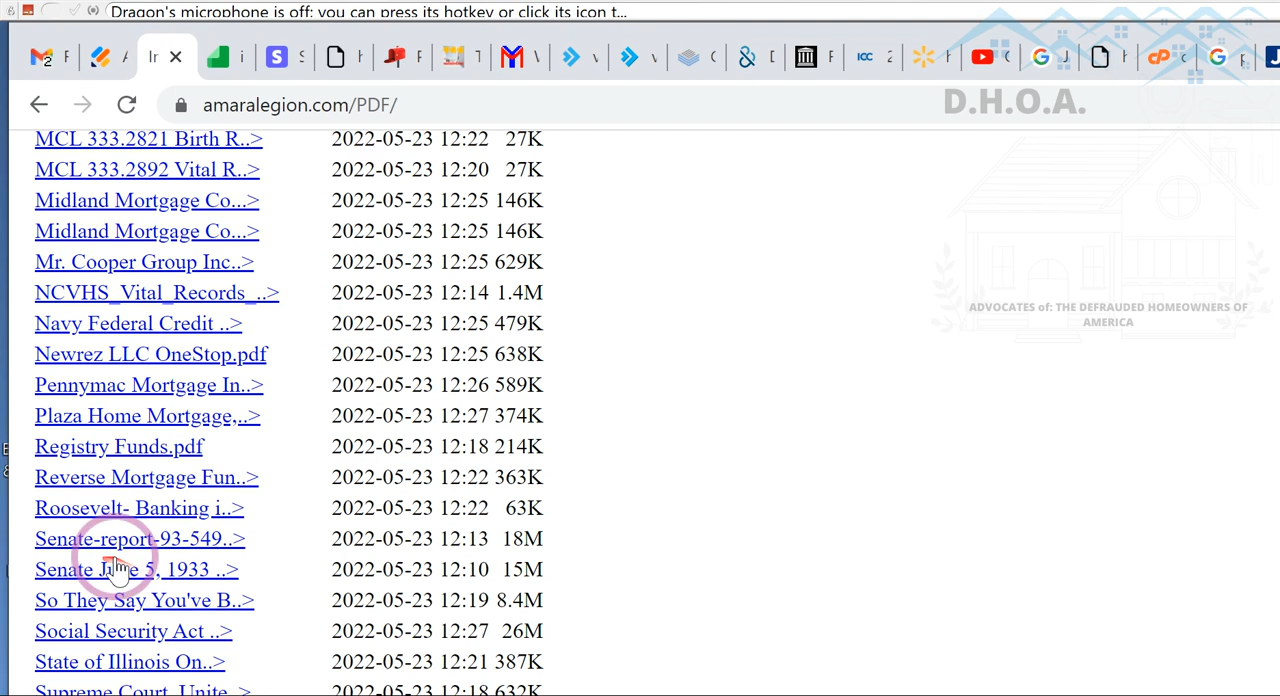 Dragon's microphone is off: you can press its hotkey or click its icon t...
amaralegion.com/PDF/
D.H.O.A.
MCL 333.2821 Birth R..> 2022-05-23 12:22 27K
MCL 333.2892 Vital R..> 2022-05-23 12:20 27K
Midland Mortgage Co...> 2022-05-23 12:25 146K
Midland Mortgage Co...> 2022-05-23 12:25 146K
Mr. Cooper Group Inc..> 2022-05-23 12:25 629K
NCVHS_Vital_Records_..> 2022-05-23 12:14 1.4M
ADVOCATES of: THE DEFRAUDED HOMEOWNERS OF
AMERICA
Navy Federal Credit ..> 2022-05-23 12:25 479K
Newrez LLC OneStop.pdf 2022-05-23 12:25 638K
Pennymac Mortgage In..> 2022-05-23 12:26 589K
Plaza Home Mortgage,..> 2022-05-23 12:27 374K
Registry Funds.pdf 2022-05-23 12:18 214K
Reverse Mortgage Fun..> 2022-05-23 12:22 363K
Roosevelt- Banking i..> 2022-05-23 12:22 63K
Senate-report-93-549..> 2022-05-23 12:13 18M
Senate June 5, 1933 ..> 2022-05-23 12:10 15M
So They Say You've B..> 2022-05-23 12:19 8.4M
Social Security Act ..> 2022-05-23 12:27 26M
State of Illinois On..> 2022-05-23 12:21 387K
Supreme Court, Unite..> 2022-05-23 12:18 632K